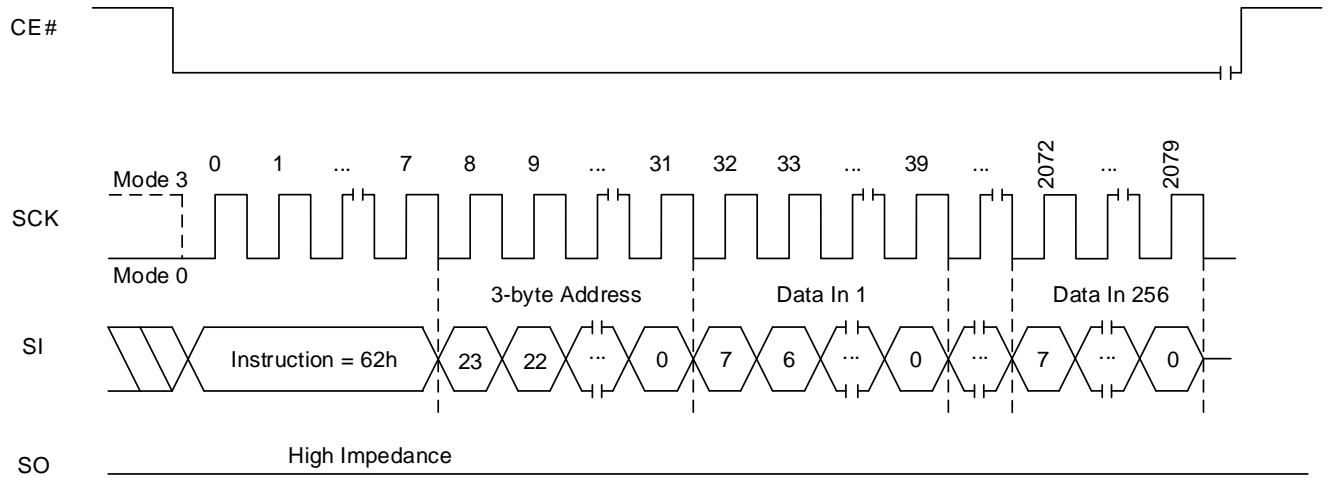 CE#
0 1 ... 7 8 9 ... 31 32 33 ... 39 ... 2072 ... 2079
Mode 3
SCK
Mode 0
3-byte Address Data In 1 Data In 256
SI Instruction = 62h 23 22 ... 0 7 6 ... 0 ... 7 ... 0
High Impedance
SO